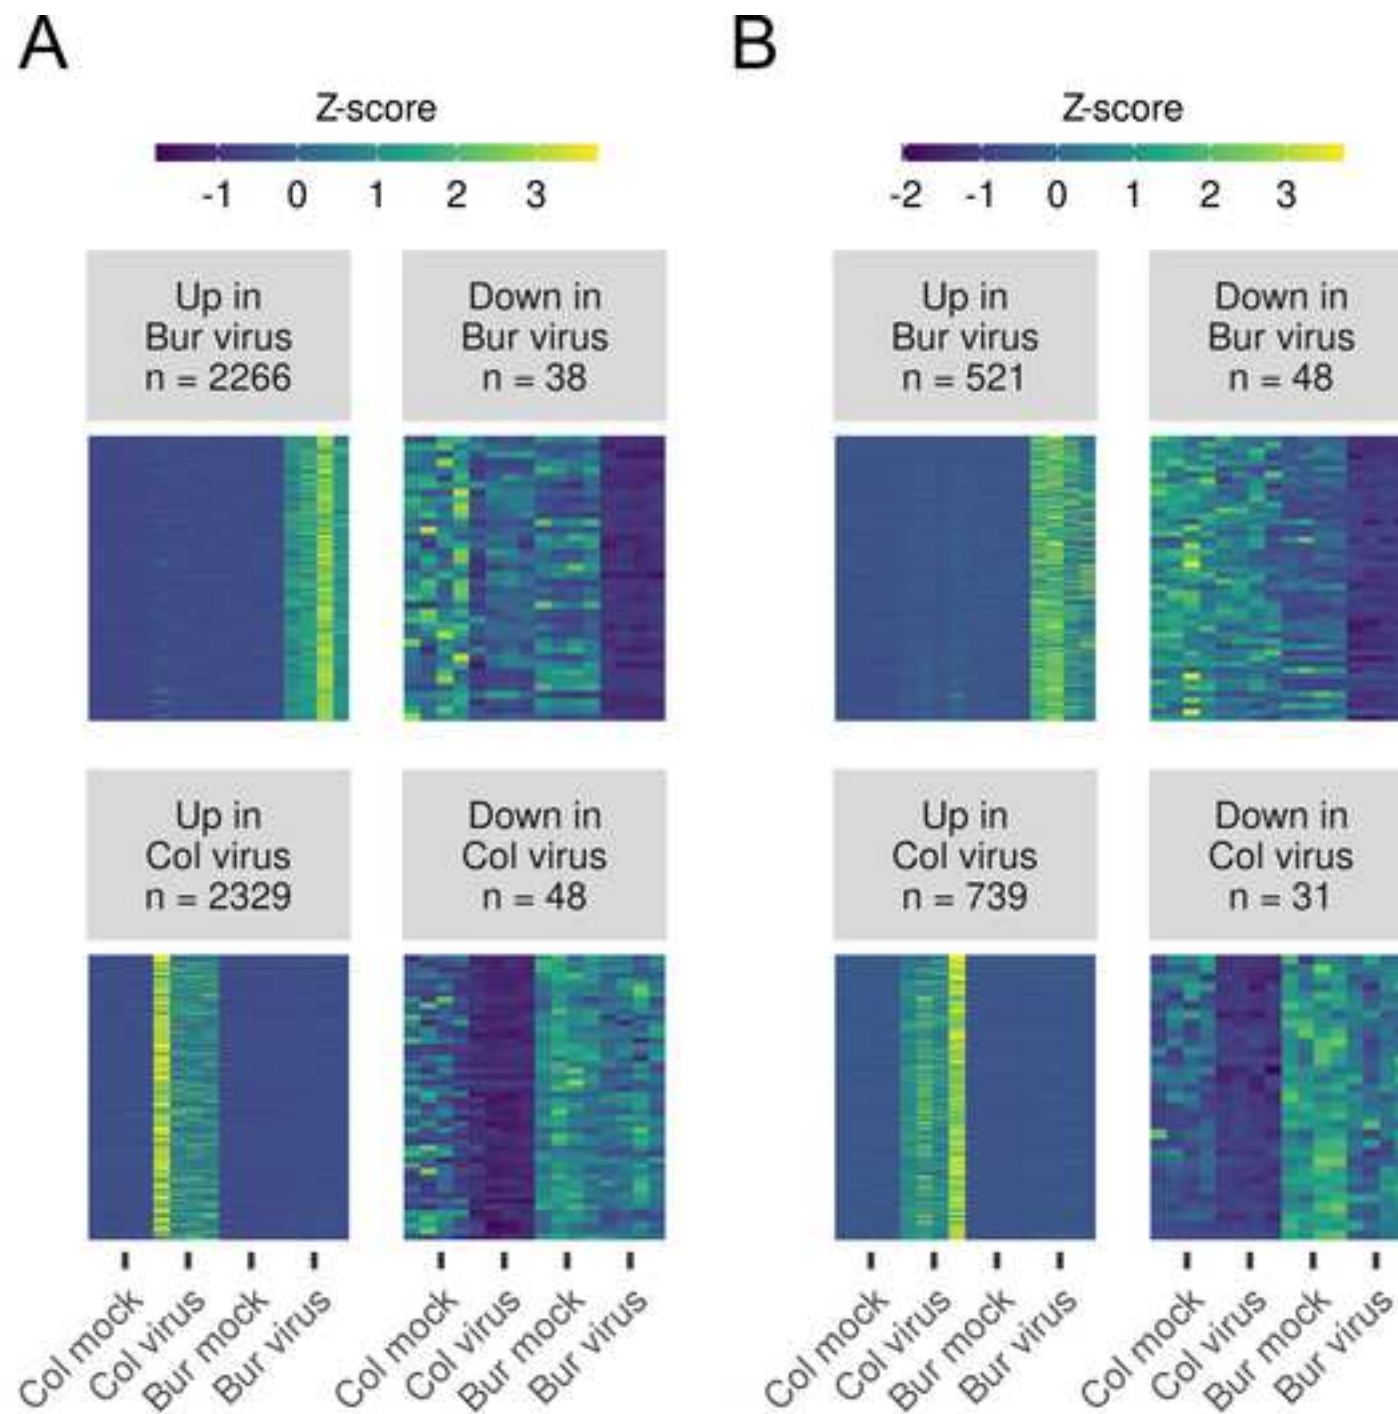 A
B
Z-score
-1 0 1 2 3
Z-score
-2 -1 0 1 2 3
Up in
Bur virus
n = 2266
Down in
Bur virus
n = 38
Up in
Bur virus
n = 521
Down in
Bur virus
n = 48
Up in
Col virus
n = 2329
Down in
Col virus
n = 48
Up in
Col virus
n = 739
Down in
Col virus
n = 31
Col mock
Col virus
Bur mock
Bur virus
Col mock
Col virus
Bur mock
Bur virus
Col mock
Col virus
Bur mock
Bur virus
Col mock
Col virus
Bur mock
Bur virus